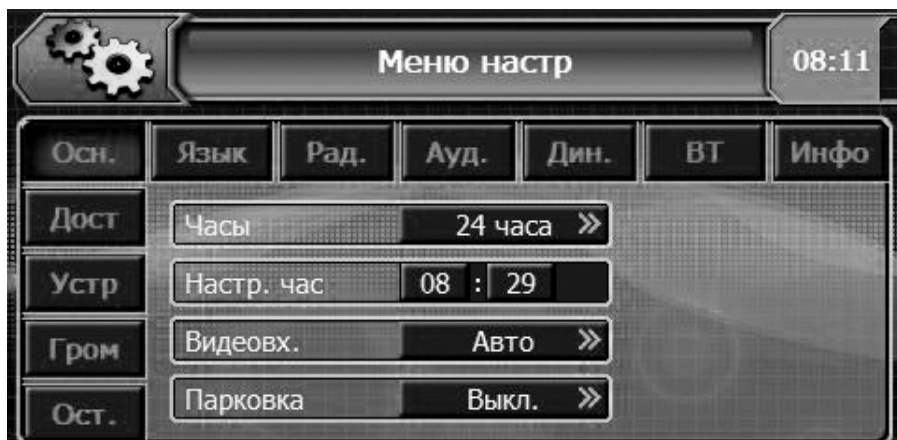 Меню настр 08:11
Осн. Язык Рад. Ауд. Дин. BT Инфо
Дост Часы 24 часа »
Устр Настр. час 08 : 29
Гром Видеовх. Авто »
Ост. Парковка Выкл. »